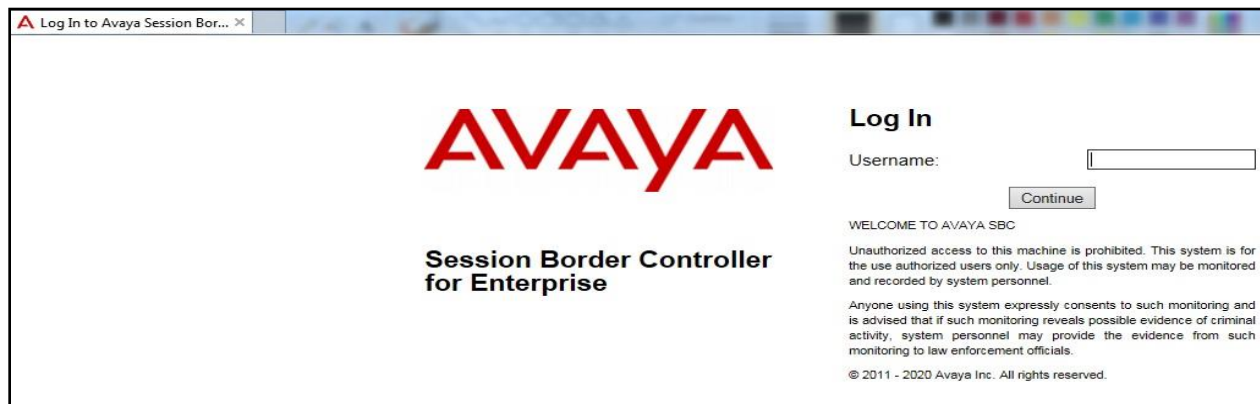 Log In to Avaya Session Bor...
AVAYA
Session Border Controller
for Enterprise
Log In
Username:
Continue
WELCOME TO AVAYA SBC
Unauthorized access to this machine is prohibited. This system is for
the use authorized users only. Usage of this system may be monitored
and recorded by system personnel.
Anyone using this system expressly consents to such monitoring and
is advised that if such monitoring reveals possible evidence of criminal
activity, system personnel may provide the evidence from such
monitoring to law enforcement officials.
© 2011 - 2020 Avaya Inc. All rights reserved.